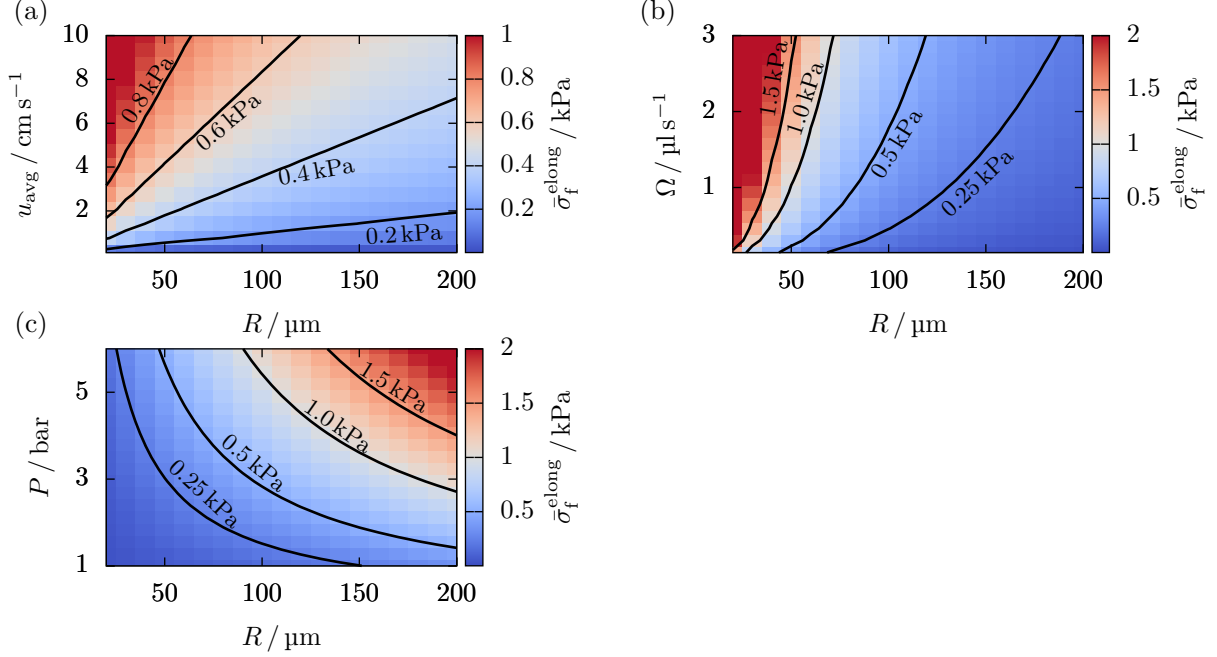 (a)
10
8
6
4
2
u_avg / cm s⁻¹
0.8 kPa
0.6 kPa
0.4 kPa
0.2 kPa
50
100
150
200
R / µm
1
0.8
0.6
0.4
0.2
σ̄_f^elong / kPa
(b)
3
2
1
Ω / µl s⁻¹
1.5 kPa
1.0 kPa
0.5 kPa
0.25 kPa
50
100
150
200
R / µm
2
1.5
1
0.5
σ̄_f^elong / kPa
(c)
5
3
1
P / bar
1.5 kPa
1.0 kPa
0.5 kPa
0.25 kPa
50
100
150
200
R / µm
2
1.5
1
0.5
σ̄_f^elong / kPa